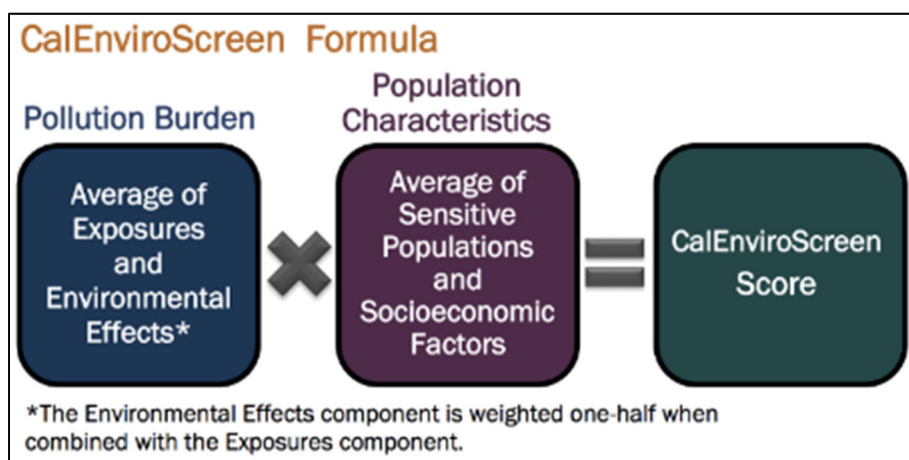 CalEnviroScreen Formula
Pollution Burden
Population
Characteristics
Average of
Exposures
and
Environmental
Effects*
Average of
Sensitive
Populations
and
Socioeconomic
Factors
CalEnviroScreen
Score
*The Environmental Effects component is weighted one-half when
combined with the Exposures component.